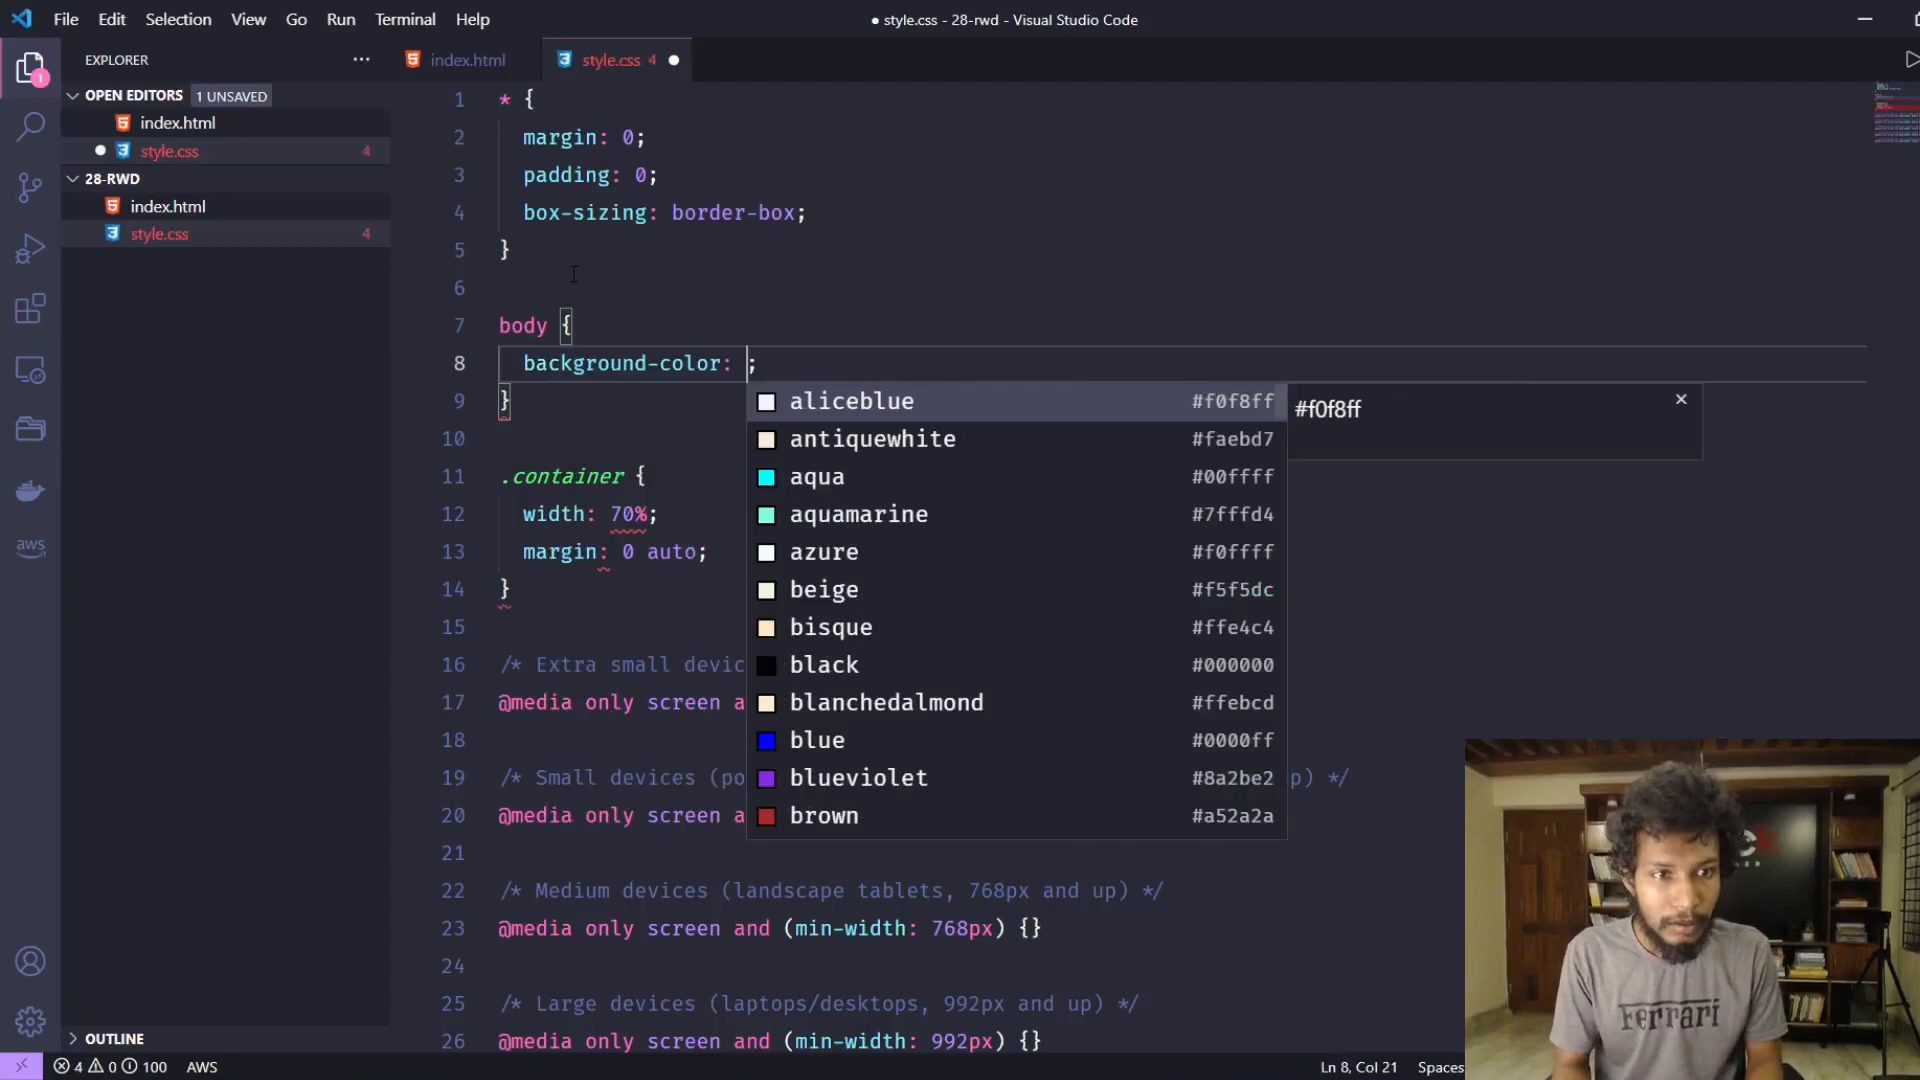 File Edit Selection View Go Run Terminal Help
● style.css - 28-rwd - Visual Studio Code
EXPLORER ···
index.html
style.css 4 ●
1
OPEN EDITORS 1 UNSAVED
index.html
● style.css 4
28-RWD
index.html
style.css 4
aws
OUTLINE
1 * {
2 margin: 0;
3 padding: 0;
4 box-sizing: border-box;
5 }
6
7 body {
8 background-color: ;
9 }
10
11 .container {
12 width: 70%;
13 margin: 0 auto;
14 }
15
16 /* Extra small devic
17 @media only screen a
18
19 /* Small devices (po p) */
20 @media only screen a
21
22 /* Medium devices (landscape tablets, 768px and up) */
23 @media only screen and (min-width: 768px) {}
24
25 /* Large devices (laptops/desktops, 992px and up) */
26 @media only screen and (min-width: 992px) {}
aliceblue #f0f8ff
antiquewhite #faebd7
aqua #00ffff
aquamarine #7fffd4
azure #f0ffff
beige #f5f5dc
bisque #ffe4c4
black #000000
blanchedalmond #ffebcd
blue #0000ff
blueviolet #8a2be2
brown #a52a2a
#f0f8ff
Ferrari
4 0 100 AWS
Ln 8, Col 21 Spaces